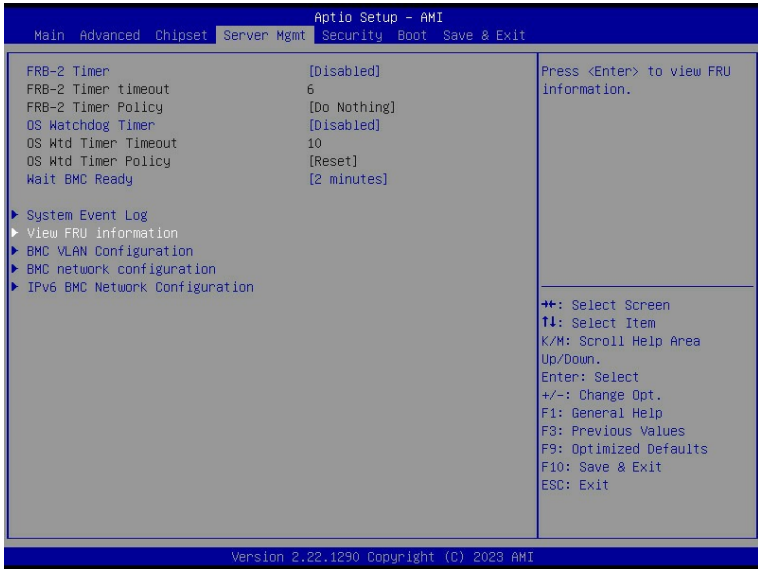 Aptio Setup – AMI
Main Advanced Chipset Server Mgmt Security Boot Save & Exit
FRB-2 Timer [Disabled]
FRB-2 Timer timeout 6
FRB-2 Timer Policy [Do Nothing]
OS Watchdog Timer [Disabled]
OS Wtd Timer Timeout 10
OS Wtd Timer Policy [Reset]
Wait BMC Ready [2 minutes]
System Event Log
View FRU information
BMC VLAN Configuration
BMC network configuration
IPv6 BMC Network Configuration
Press <Enter> to view FRU
information.
→←: Select Screen
↑↓: Select Item
K/M: Scroll Help Area
Up/Down.
Enter: Select
+/-: Change Opt.
F1: General Help
F3: Previous Values
F9: Optimized Defaults
F10: Save & Exit
ESC: Exit
Version 2.22.1290 Copyright (C) 2023 AMI